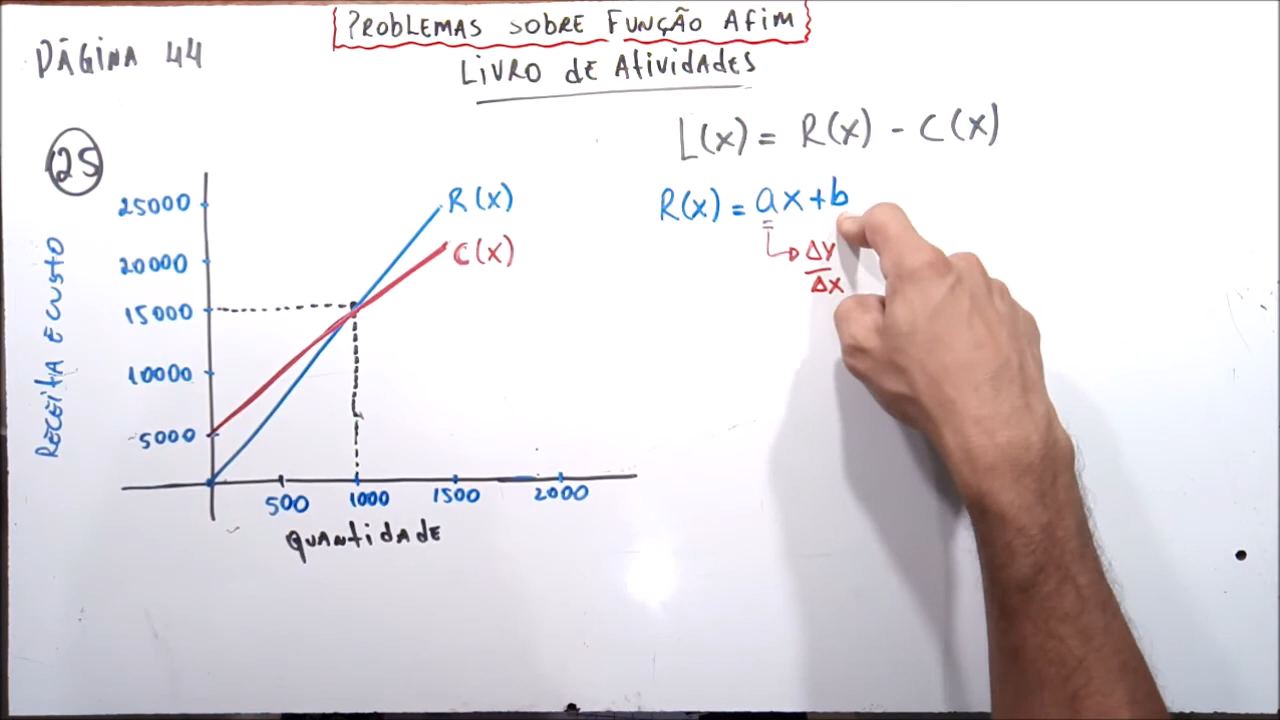 PROBLEMAS SOBRE FUNÇÃO AFIM
LIVRO DE ATIVIDADES
PÁGINA 44
25
L(x) = R(x) - C(x)
R(x) = ax+b
ΔY
ΔX
RECEITA E CUSTO
25000
20000
15000
10000
5000
R(x)
C(x)
500 1000 1500 2000
QUANTIDADE